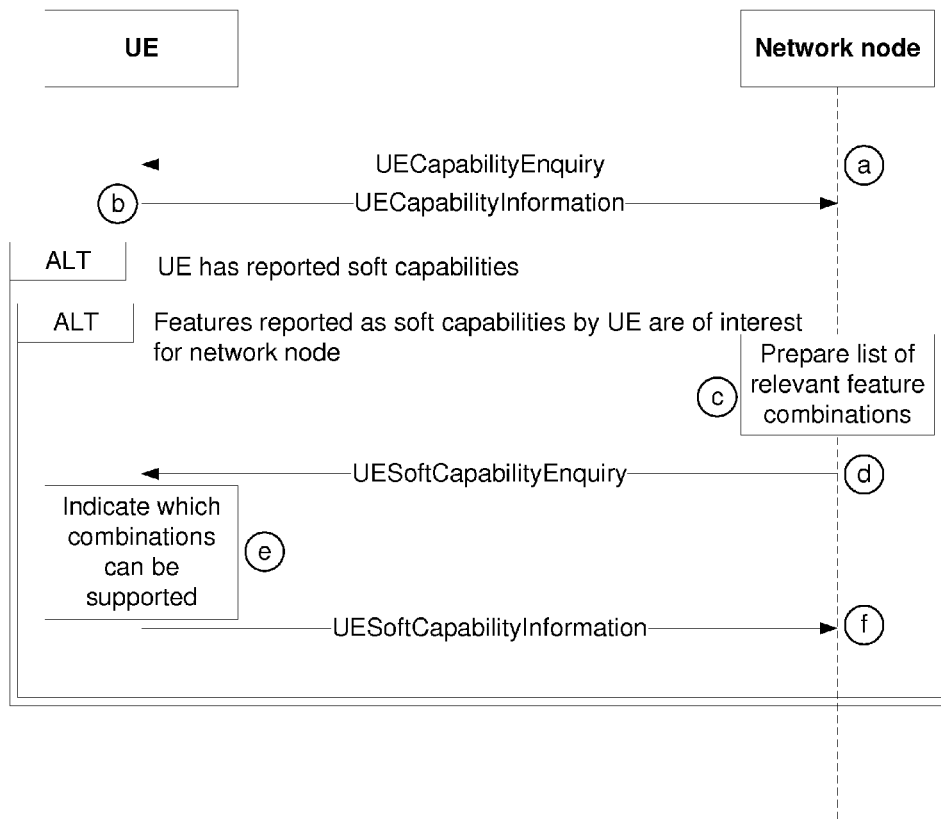 UE
Network node
UECapabilityEnquiry
a
b
UECapabilityInformation
ALT
UE has reported soft capabilities
ALT
Features reported as soft capabilities by UE are of interest
for network node
Prepare list of
relevant feature
combinations
c
UESoftCapabilityEnquiry
d
Indicate which
combinations
can be
supported
e
UESoftCapabilityInformation
f